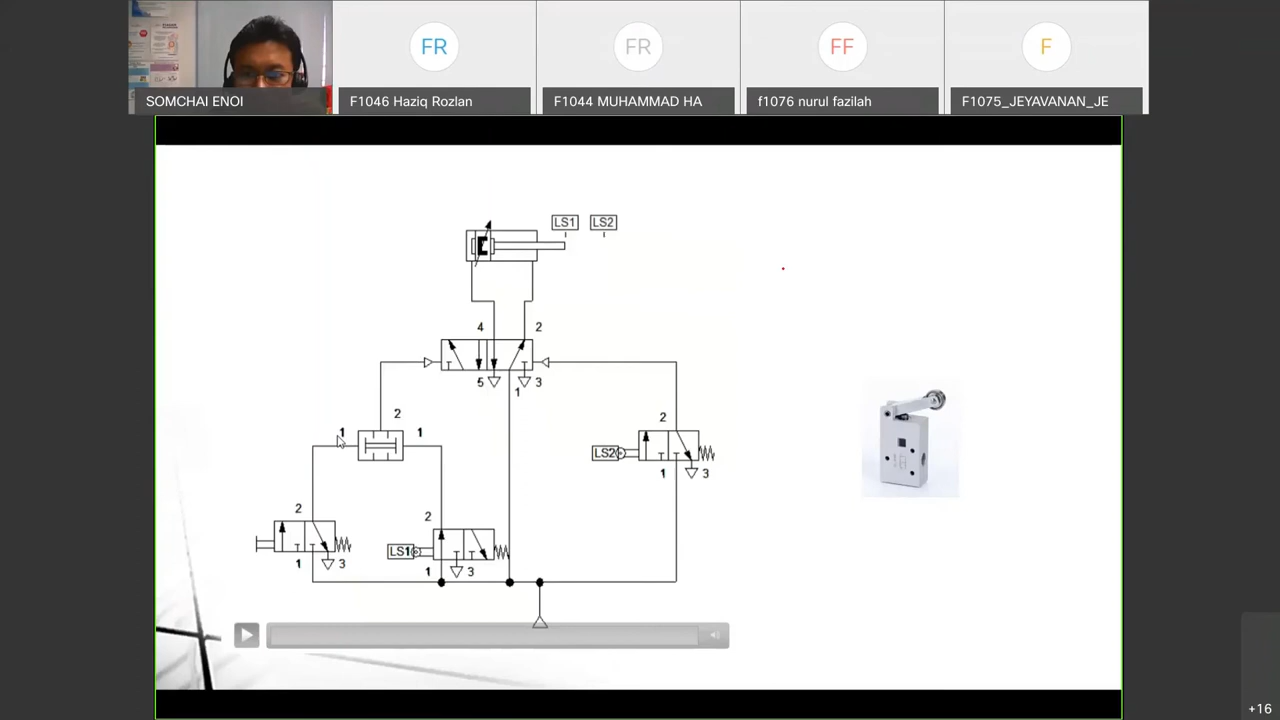 FR
FR
FF
F
SOMCHAI ENOI
F1046 Haziq Rozlan
F1044 MUHAMMAD HA
f1076 nurul fazilah
F1075_JEYAVANAN_JE
LS1 LS2
4 2
5 1 3
2
1 1
2
LS2
1 3
2
1 3
2
LS1
1 3
+16